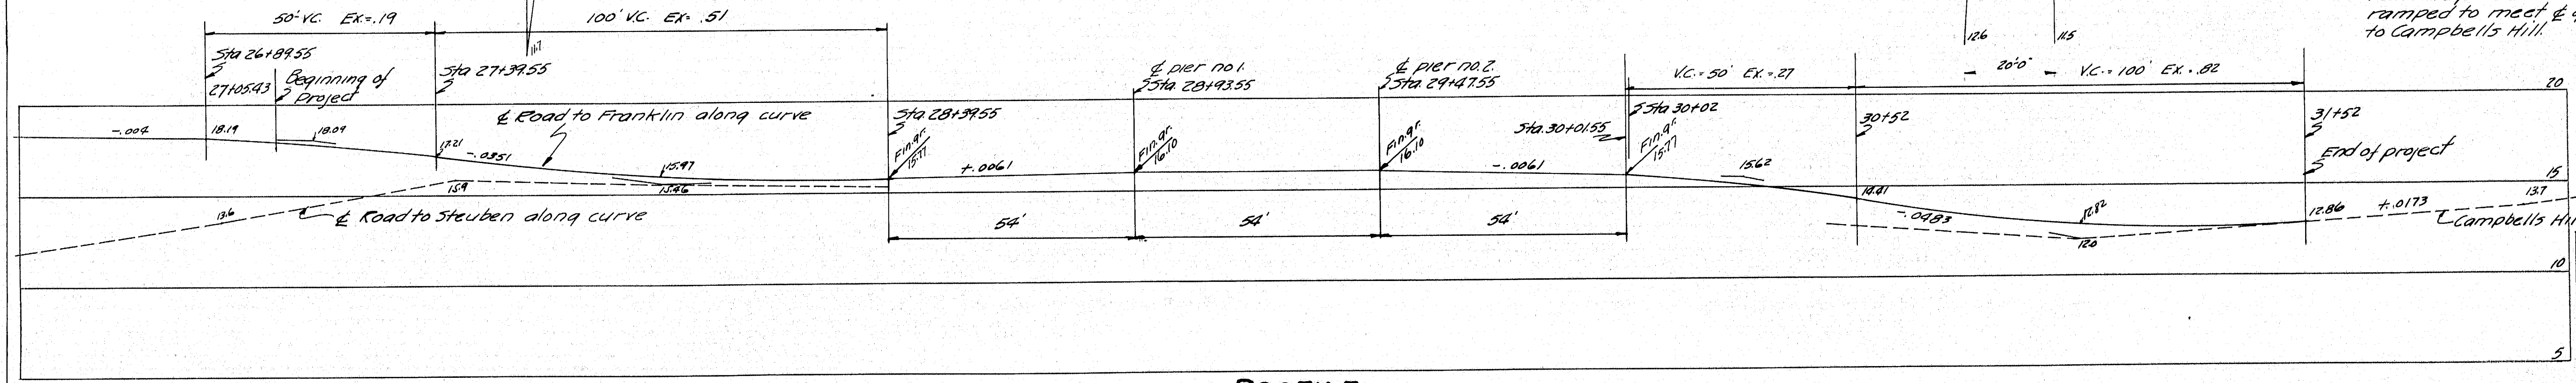 50' V.C. EX=.19
100' V.C. EX= .51
11.7
12.6
11.5
ramped to meet ℄
to Campbells Hill.
Sta 26+89.55
27+05.43
Beginning of
Project
Sta 27+39.55
℄ pier no 1.
Sta. 28+93.55
℄ pier no. 2.
Sta. 29+47.55
V.C.= 50' EX=.27
20'-0"
V.C.= 100' EX.=.82
20
-.004
18.19
18.09
℄ Road to Franklin along curve
Sta. 28+39.55
Sta. 30+01.55
Sta 30+02
30+52
31+52
End of project
17.21
-.0351
15.97
Fin. gr.
15.77
+.0061
Fin. gr.
16.10
Fin. gr.
16.10
-.0061
Fin. gr.
15.77
15.62
15
15.9
15.46
14.41
13.7
13.6
℄ Road to Steuben along curve
54'
54'
54'
-.0483
12.82
12.0
12.86
+.0173
Campbells
10
5